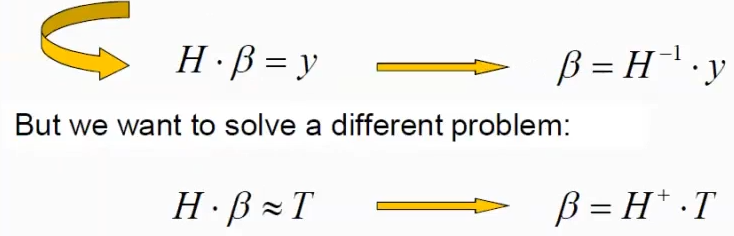 H · β = y β = H⁻¹ · y
But we want to solve a different problem:
H · β ≈ T β = H⁺ · T